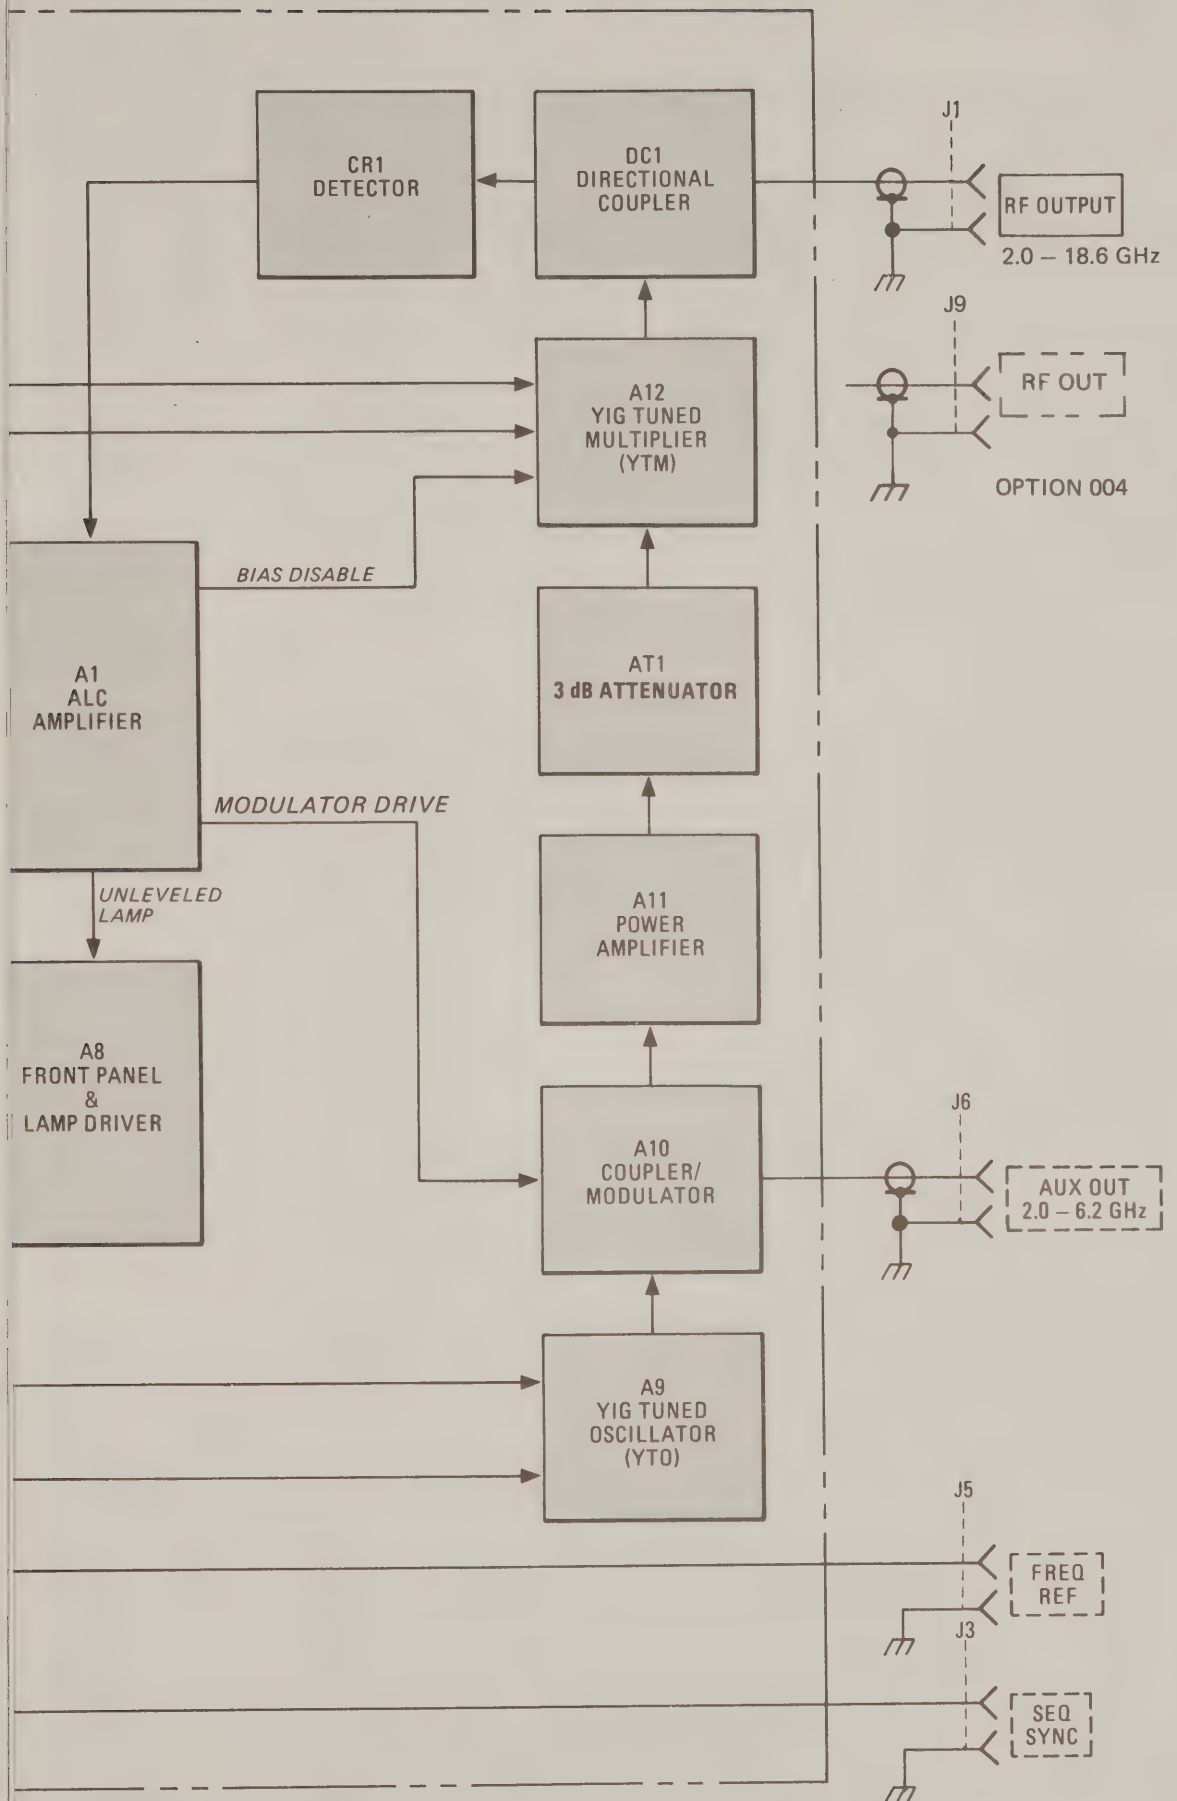 J1
CR1
DETECTOR
DC1
DIRECTIONAL
COUPLER
RF OUTPUT
2.0 – 18.6 GHz
J9
RF OUT
OPTION 004
A12
YIG TUNED
MULTIPLIER
(YTM)
BIAS DISABLE
A1
ALC
AMPLIFIER
AT1
3 dB ATTENUATOR
MODULATOR DRIVE
UNLEVELED
LAMP
A11
POWER
AMPLIFIER
A8
FRONT PANEL
&
LAMP DRIVER
A10
COUPLER/
MODULATOR
J6
AUX OUT
2.0 – 6.2 GHz
A9
YIG TUNED
OSCILLATOR
(YTO)
J5
FREQ
REF
J3
SEQ
SYNC